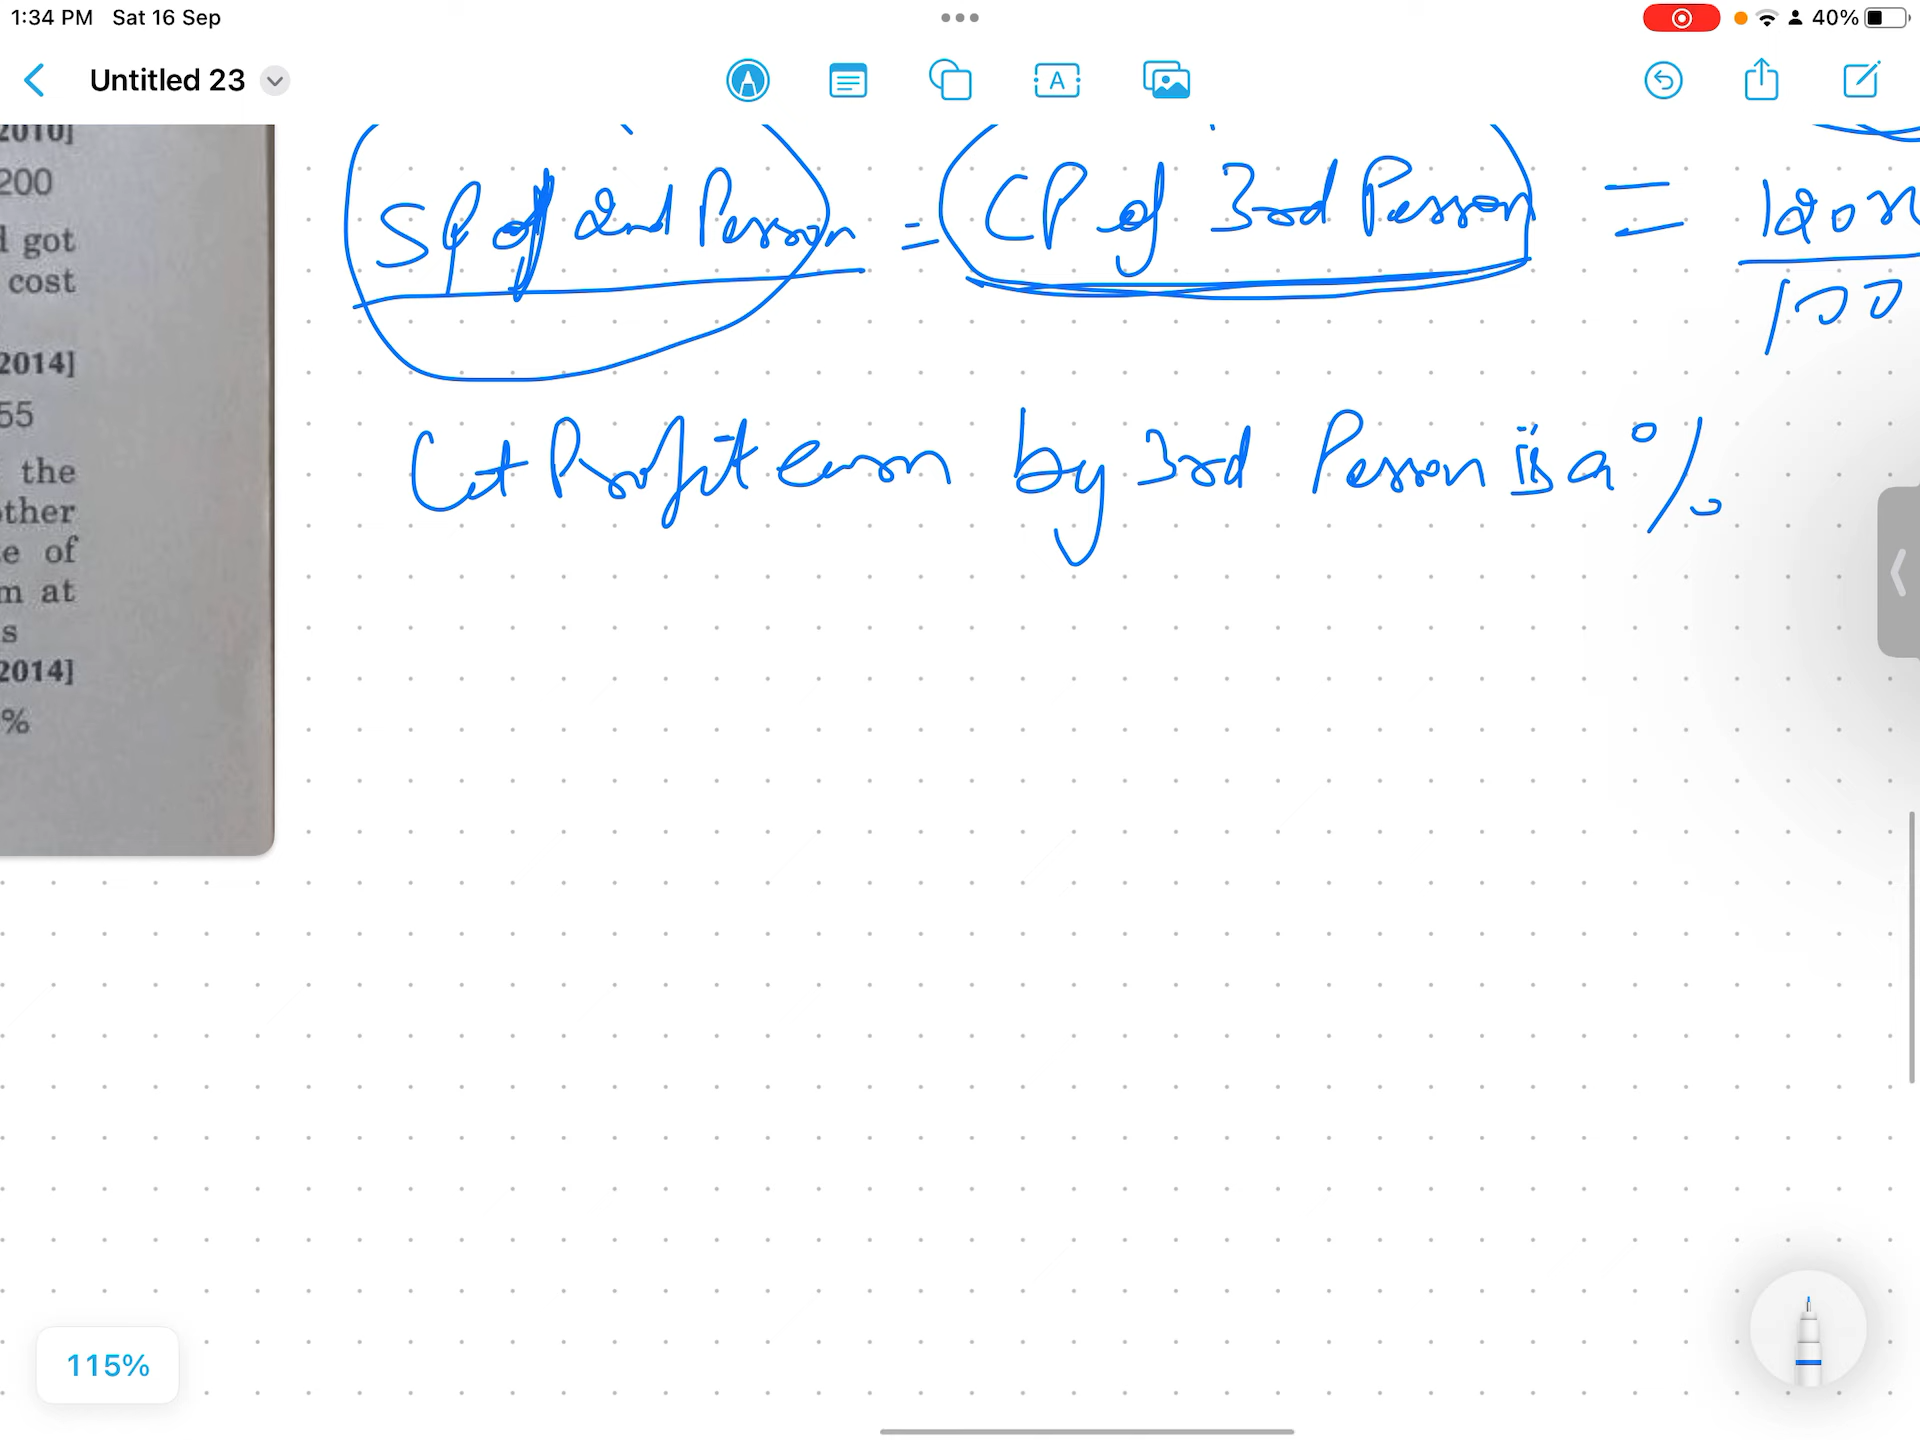 1:34 PM Sat 16 Sep
40%
Untitled 23
A
2010]
200
d got
cost
2014]
55
the
other
e of
m at
s
2014]
%
SP of 2nd Person = CP of 3rd Person = 120x
100
Let Profit earn by 3rd Person is a %
115%